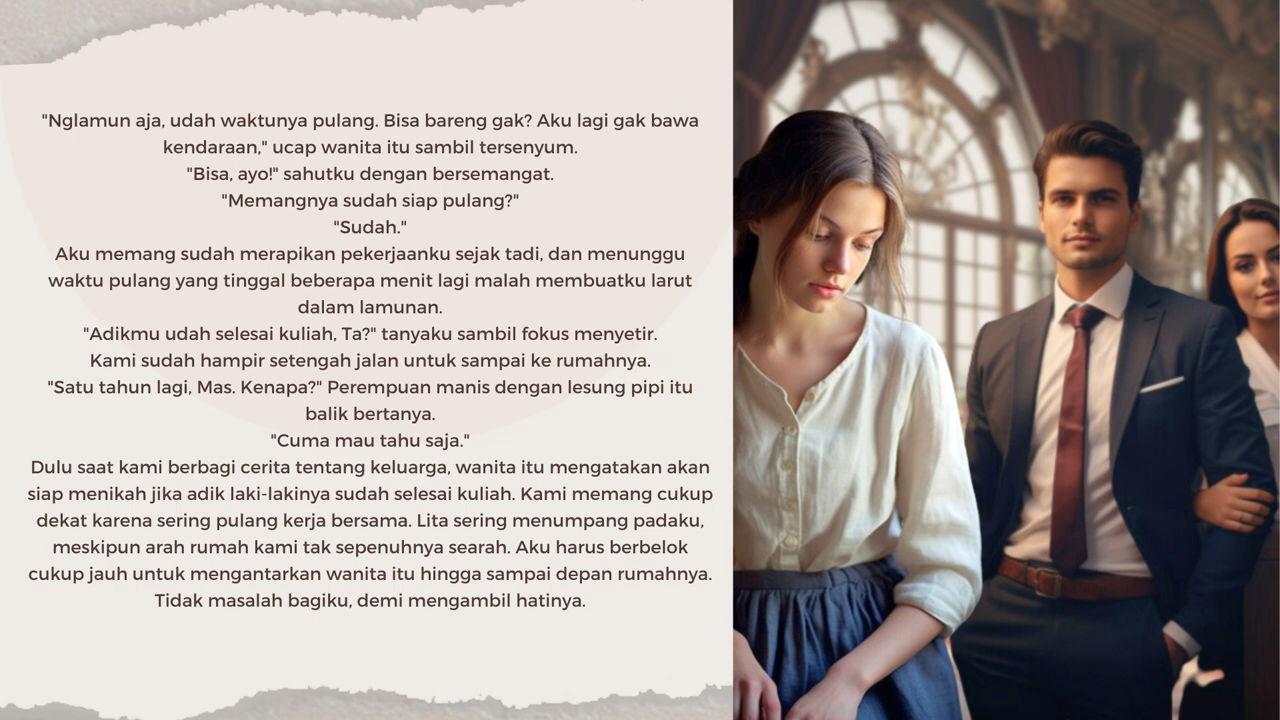 "Nglamun aja, udah waktunya pulang. Bisa bareng gak? Aku lagi gak bawa
kendaraan," ucap wanita itu sambil tersenyum.
"Bisa, ayo!" sahutku dengan bersemangat.
"Memangnya sudah siap pulang?"
"Sudah."
Aku memang sudah merapikan pekerjaanku sejak tadi, dan menunggu
waktu pulang yang tinggal beberapa menit lagi malah membuatku larut
dalam lamunan.
"Adikmu udah selesai kuliah, Ta?" tanyaku sambil fokus menyetir.
Kami sudah hampir setengah jalan untuk sampai ke rumahnya.
"Satu tahun lagi, Mas. Kenapa?" Perempuan manis dengan lesung pipi itu
balik bertanya.
"Cuma mau tahu saja."
Dulu saat kami berbagi cerita tentang keluarga, wanita itu mengatakan akan
siap menikah jika adik laki-lakinya sudah selesai kuliah. Kami memang cukup
dekat karena sering pulang kerja bersama. Lita sering menumpang padaku,
meskipun arah rumah kami tak sepenuhnya searah. Aku harus berbelok
cukup jauh untuk mengantarkan wanita itu hingga sampai depan rumahnya.
Tidak masalah bagiku, demi mengambil hatinya.